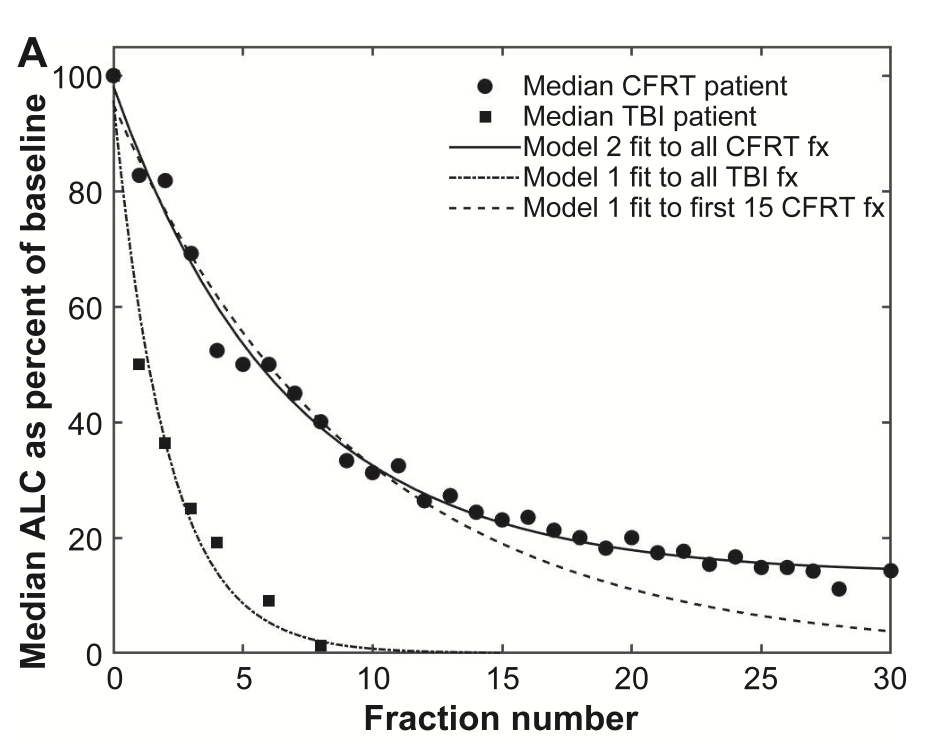 A
Median ALC as percent of baseline
100
80
60
40
20
0
Median CFRT patient
Median TBI patient
Model 2 fit to all CFRT fx
Model 1 fit to all TBI fx
Model 1 fit to first 15 CFRT fx
0 5 10 15 20 25 30
Fraction number